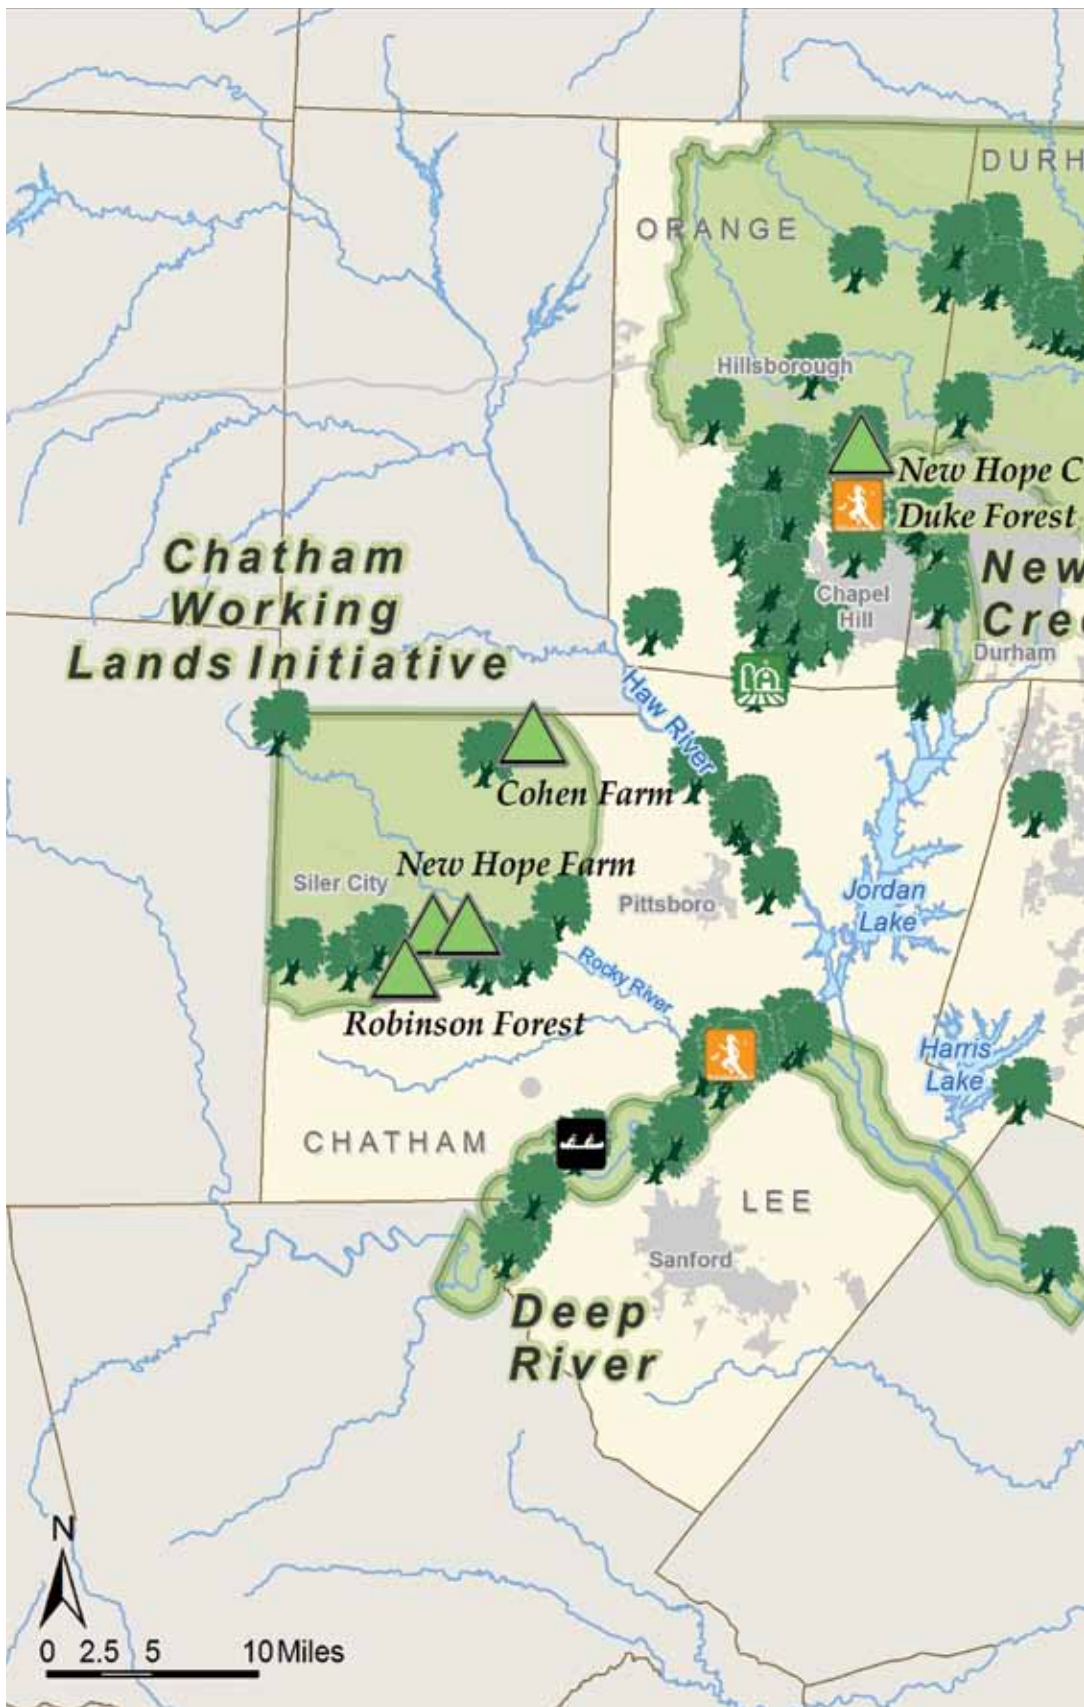 DURH
ORANGE
Hillsborough
New Hope C
Duke Forest
Chatham
Working
Lands Initiative
New
Cree
Chapel
Hill
Durham
Haw River
Cohen Farm
New Hope Farm
Siler City
Pittsboro
Jordan
Lake
Rocky River
Robinson Forest
Harris
Lake
CHATHAM
LEE
Sanford
Deep
River
N
0 2.5 5 10 Miles